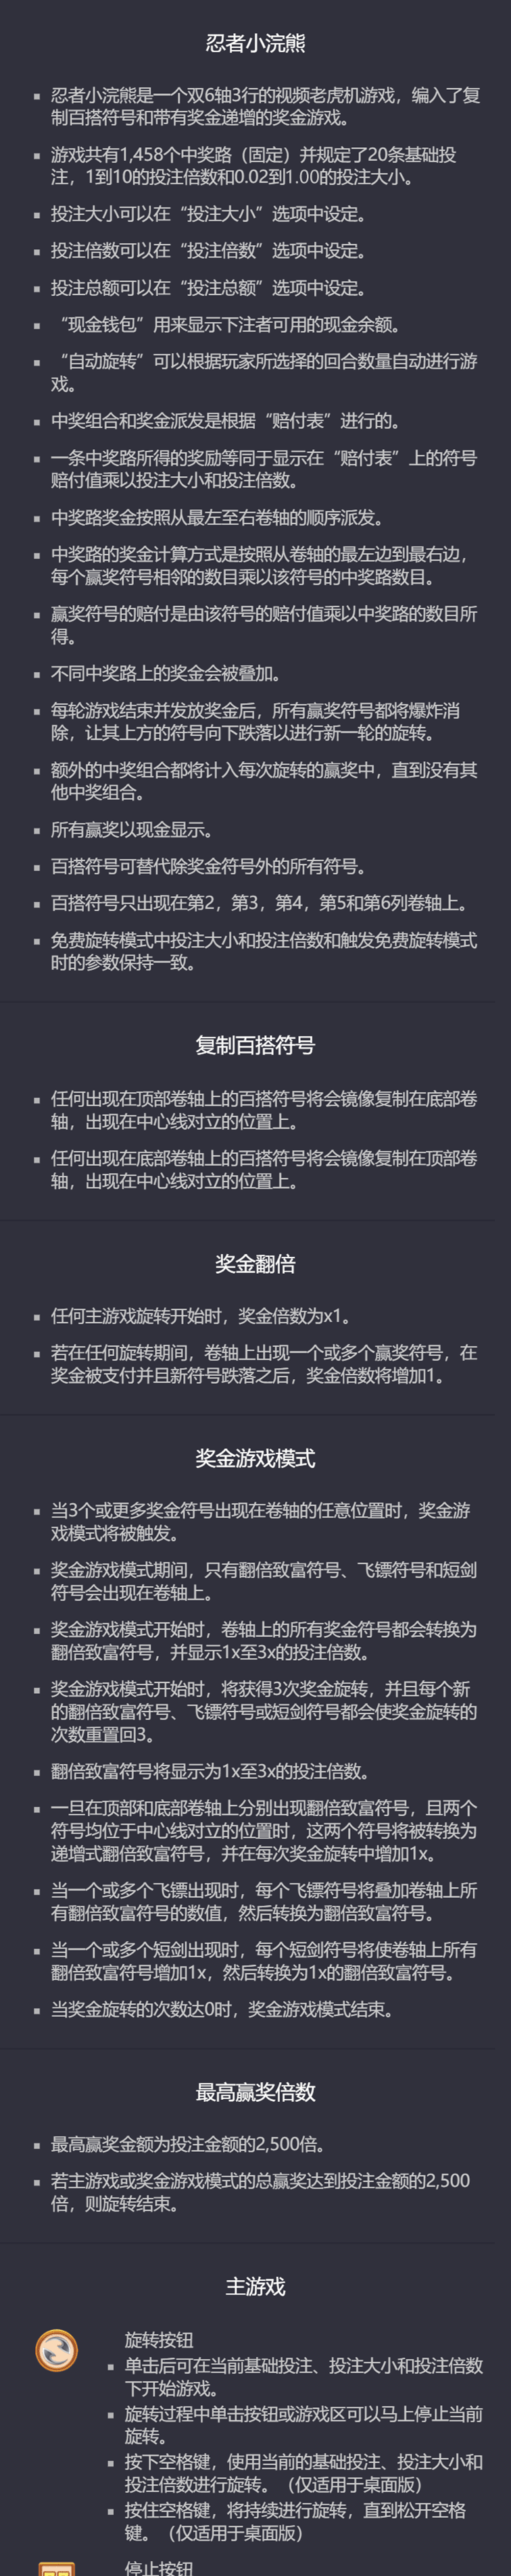 忍者小浣熊
忍者小浣熊是一个双6轴3行的视频老虎机游戏，编入了复
制百搭符号和带有奖金递增的奖金游戏。
游戏共有1,458个中奖路（固定）并规定了20条基础投
注，1到10的投注倍数和0.02到1.00的投注大小。
投注大小可以在“投注大小”选项中设定。
投注倍数可以在“投注倍数”选项中设定。
投注总额可以在“投注总额”选项中设定。
“现金钱包”用来显示下注者可用的现金余额。
“自动旋转”可以根据玩家所选择的回合数量自动进行游
戏。
中奖组合和奖金派发是根据“赔付表”进行的。
一条中奖路所得的奖励等同于显示在“赔付表”上的符号
赔付值乘以投注大小和投注倍数。
中奖路奖金按照从最左至右卷轴的顺序派发。
中奖路的奖金计算方式是按照从卷轴的最左边到最右边，
每个赢奖符号相邻的数目乘以该符号的中奖路数目。
赢奖符号的赔付是由该符号的赔付值乘以中奖路的数目所
得。
不同中奖路上的奖金会被叠加。
每轮游戏结束并发放奖金后，所有赢奖符号都将爆炸消
除，让其上方的符号向下跌落以进行新一轮的旋转。
额外的中奖组合都将计入每次旋转的赢奖中，直到没有其
他中奖组合。
所有赢奖以现金显示。
百搭符号可替代除奖金符号外的所有符号。
百搭符号只出现在第2，第3，第4，第5和第6列卷轴上。
免费旋转模式中投注大小和投注倍数和触发免费旋转模式
时的参数保持一致。
复制百搭符号
任何出现在顶部卷轴上的百搭符号将会镜像复制在底部卷
轴，出现在中心线对立的位置上。
任何出现在底部卷轴上的百搭符号将会镜像复制在顶部卷
轴，出现在中心线对立的位置上。
奖金翻倍
任何主游戏旋转开始时，奖金倍数为x1。
若在任何旋转期间，卷轴上出现一个或多个赢奖符号，在
奖金被支付并且新符号跌落之后，奖金倍数将增加1。
奖金游戏模式
当3个或更多奖金符号出现在卷轴的任意位置时，奖金游
戏模式将被触发。
奖金游戏模式期间，只有翻倍致富符号、飞镖符号和短剑
符号会出现在卷轴上。
奖金游戏模式开始时，卷轴上的所有奖金符号都会转换为
翻倍致富符号，并显示1x至3x的投注倍数。
奖金游戏模式开始时，将获得3次奖金旋转，并且每个新
的翻倍致富符号、飞镖符号或短剑符号都会使奖金旋转的
次数重置回3。
翻倍致富符号将显示为1x至3x的投注倍数。
一旦在顶部和底部卷轴上分别出现翻倍致富符号，且两个
符号均位于中心线对立的位置时，这两个符号将被转换为
递增式翻倍致富符号，并在每次奖金旋转中增加1x。
当一个或多个飞镖出现时，每个飞镖符号将叠加卷轴上所
有翻倍致富符号的数值，然后转换为翻倍致富符号。
当一个或多个短剑出现时，每个短剑符号将使卷轴上所有
翻倍致富符号增加1x，然后转换为1x的翻倍致富符号。
当奖金旋转的次数达0时，奖金游戏模式结束。
最高赢奖倍数
最高赢奖金额为投注金额的2,500倍。
若主游戏或奖金游戏模式的总赢奖达到投注金额的2,500
倍，则旋转结束。
主游戏
旋转按钮
单击后可在当前基础投注、投注大小和投注倍数
下开始游戏。
旋转过程中单击按钮或游戏区可以马上停止当前
旋转。
按下空格键，使用当前的基础投注、投注大小和
投注倍数进行旋转。（仅适用于桌面版）
按住空格键，将持续进行旋转，直到松开空格
键。（仅适用于桌面版）
停止按钮